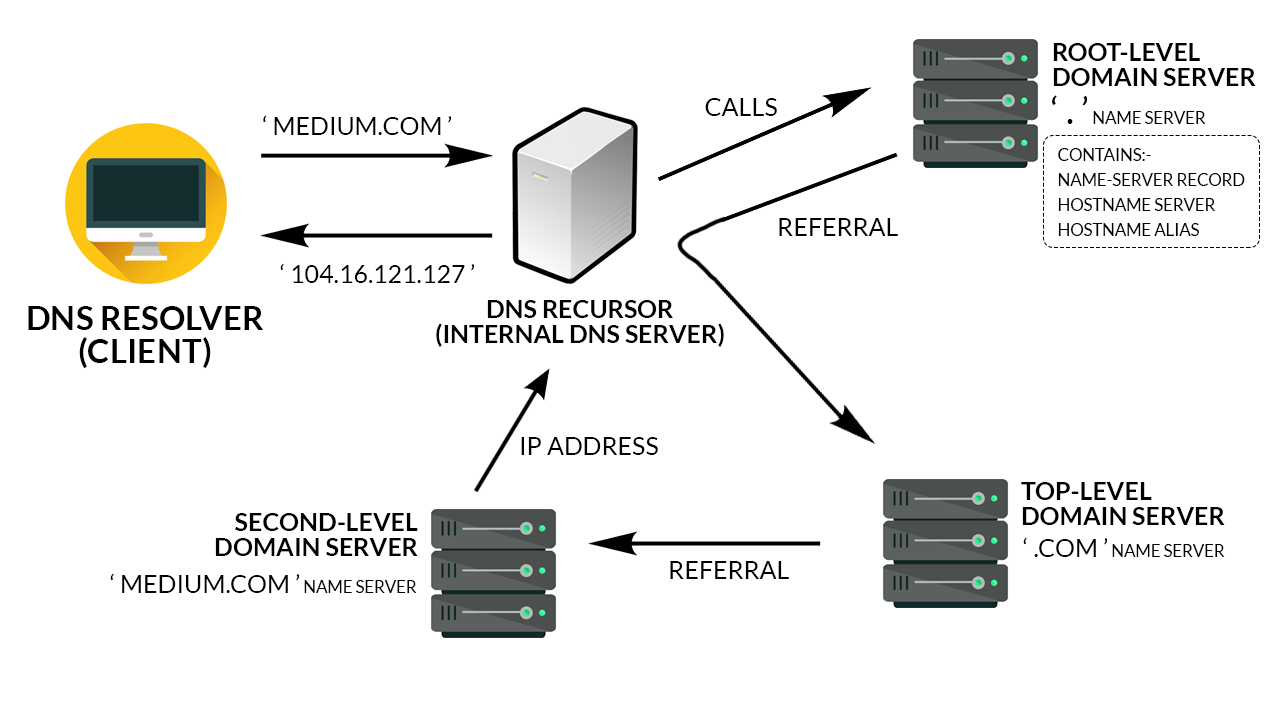 ‘ MEDIUM.COM ’
‘ 104.16.121.127 ’
DNS RESOLVER
(CLIENT)
DNS RECURSOR
(INTERNAL DNS SERVER)
CALLS
REFERRAL
ROOT-LEVEL
DOMAIN SERVER
‘ . ’ NAME SERVER
CONTAINS:-
NAME-SERVER RECORD
HOSTNAME SERVER
HOSTNAME ALIAS
IP ADDRESS
SECOND-LEVEL
DOMAIN SERVER
‘ MEDIUM.COM ’ NAME SERVER
REFERRAL
TOP-LEVEL
DOMAIN SERVER
‘ .COM ’ NAME SERVER